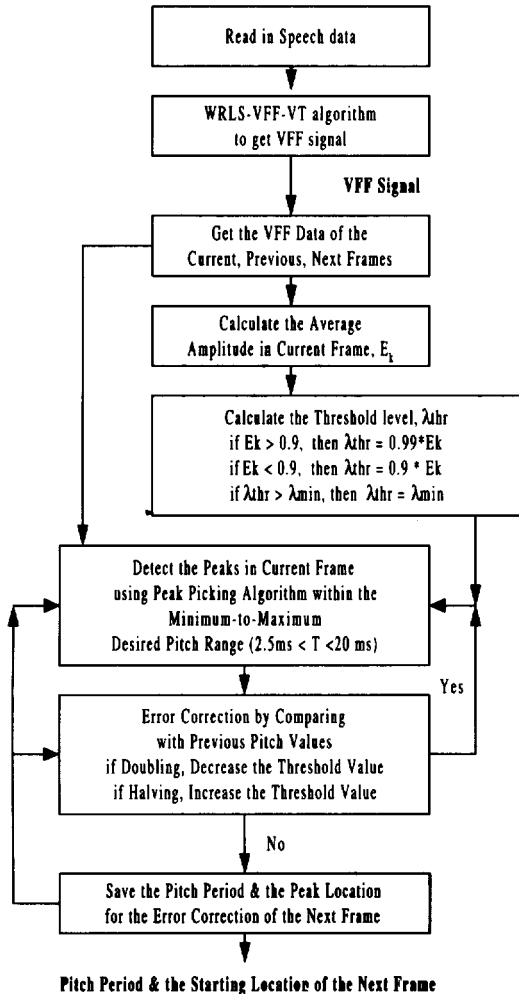 Read in Speech data
WRLS-VFF-VT algorithm
to get VFF signal
VFF Signal
Get the VFF Data of the
Current, Previous, Next Frames
Calculate the Average
Amplitude in Current Frame, Eₖ
Calculate the Threshold level, λthr
if Ek > 0.9, then λthr = 0.99*Ek
if Ek < 0.9, then λthr = 0.9 * Ek
if λthr > λmin, then λthr = λmin
Detect the Peaks in Current Frame
using Peak Picking Algorithm within the
Minimum-to-Maximum
Desired Pitch Range (2.5ms < T <20 ms)
Yes
Error Correction by Comparing
with Previous Pitch Values
if Doubling, Decrease the Threshold Value
if Halving, Increase the Threshold Value
No
Save the Pitch Period & the Peak Location
for the Error Correction of the Next Frame
Pitch Period & the Starting Location of the Next Frame